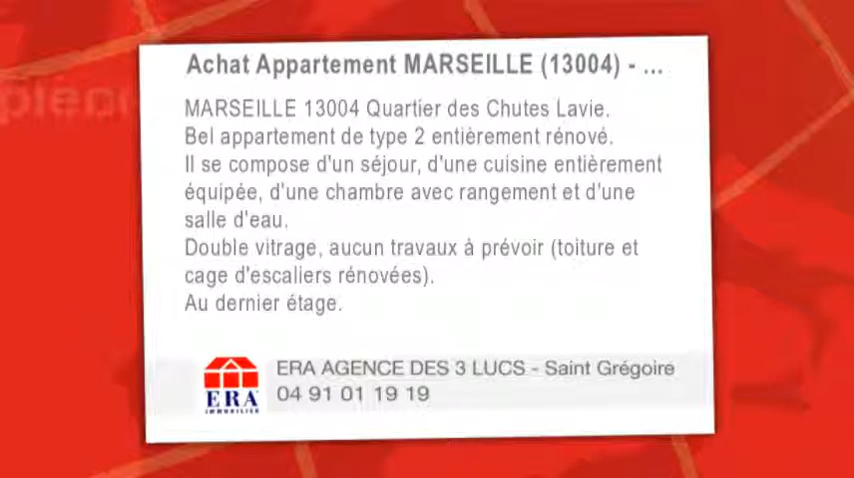 Achat Appartement MARSEILLE (13004) - ...
MARSEILLE 13004 Quartier des Chutes Lavie.
Bel appartement de type 2 entièrement rénové.
Il se compose d'un séjour, d'une cuisine entièrement
équipée, d'une chambre avec rangement et d'une
salle d'eau.
Double vitrage, aucun travaux à prévoir (toiture et
cage d'escaliers rénovées).
Au dernier étage.
ERA AGENCE DES 3 LUCS - Saint Grégoire
04 91 01 19 19
ERA
IMMOBILIER